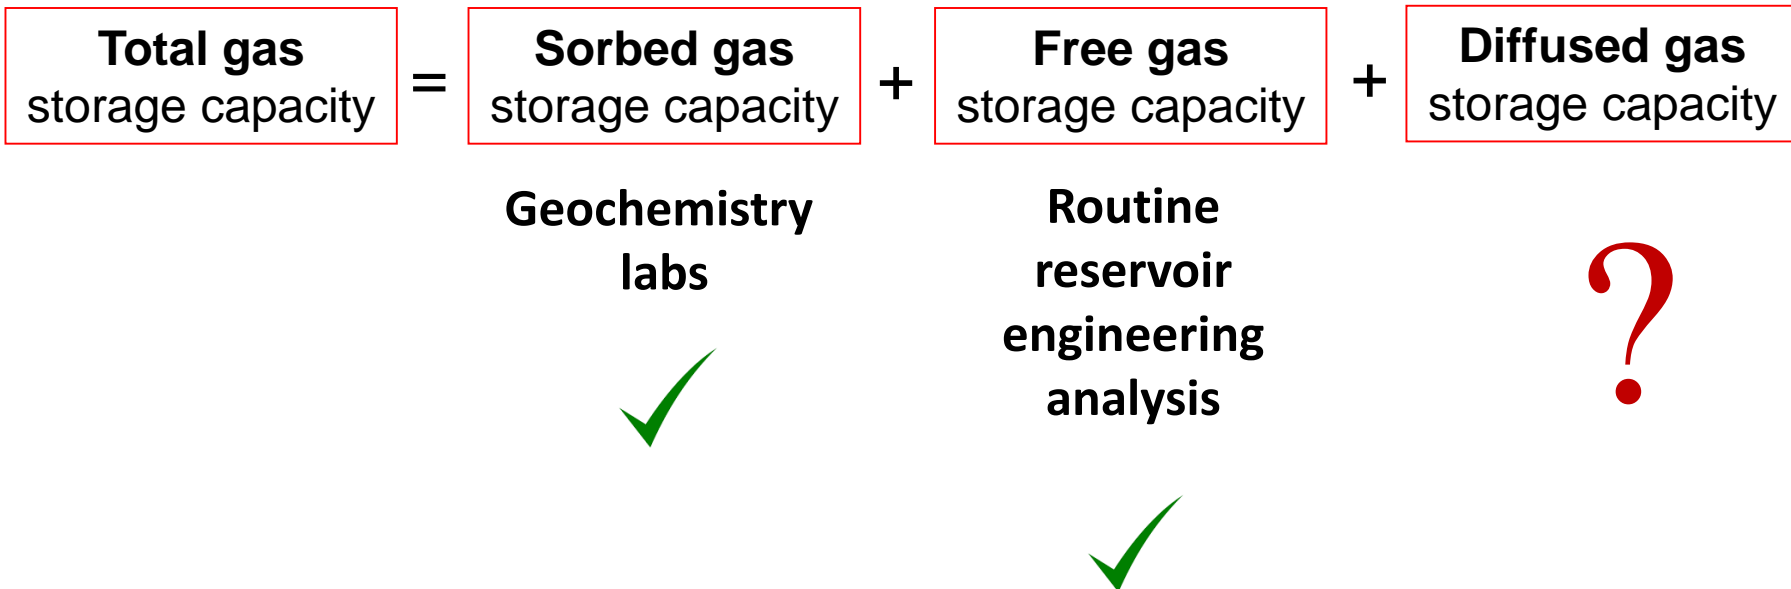 Total gas
storage capacity
=
Sorbed gas
storage capacity
+
Free gas
storage capacity
+
Diffused gas
storage capacity
Geochemistry
labs
Routine
reservoir
engineering
analysis
?